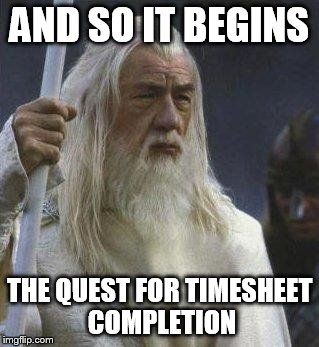 AND SO IT BEGINS
THE QUEST FOR TIMESHEET
COMPLETION
imgflip.com